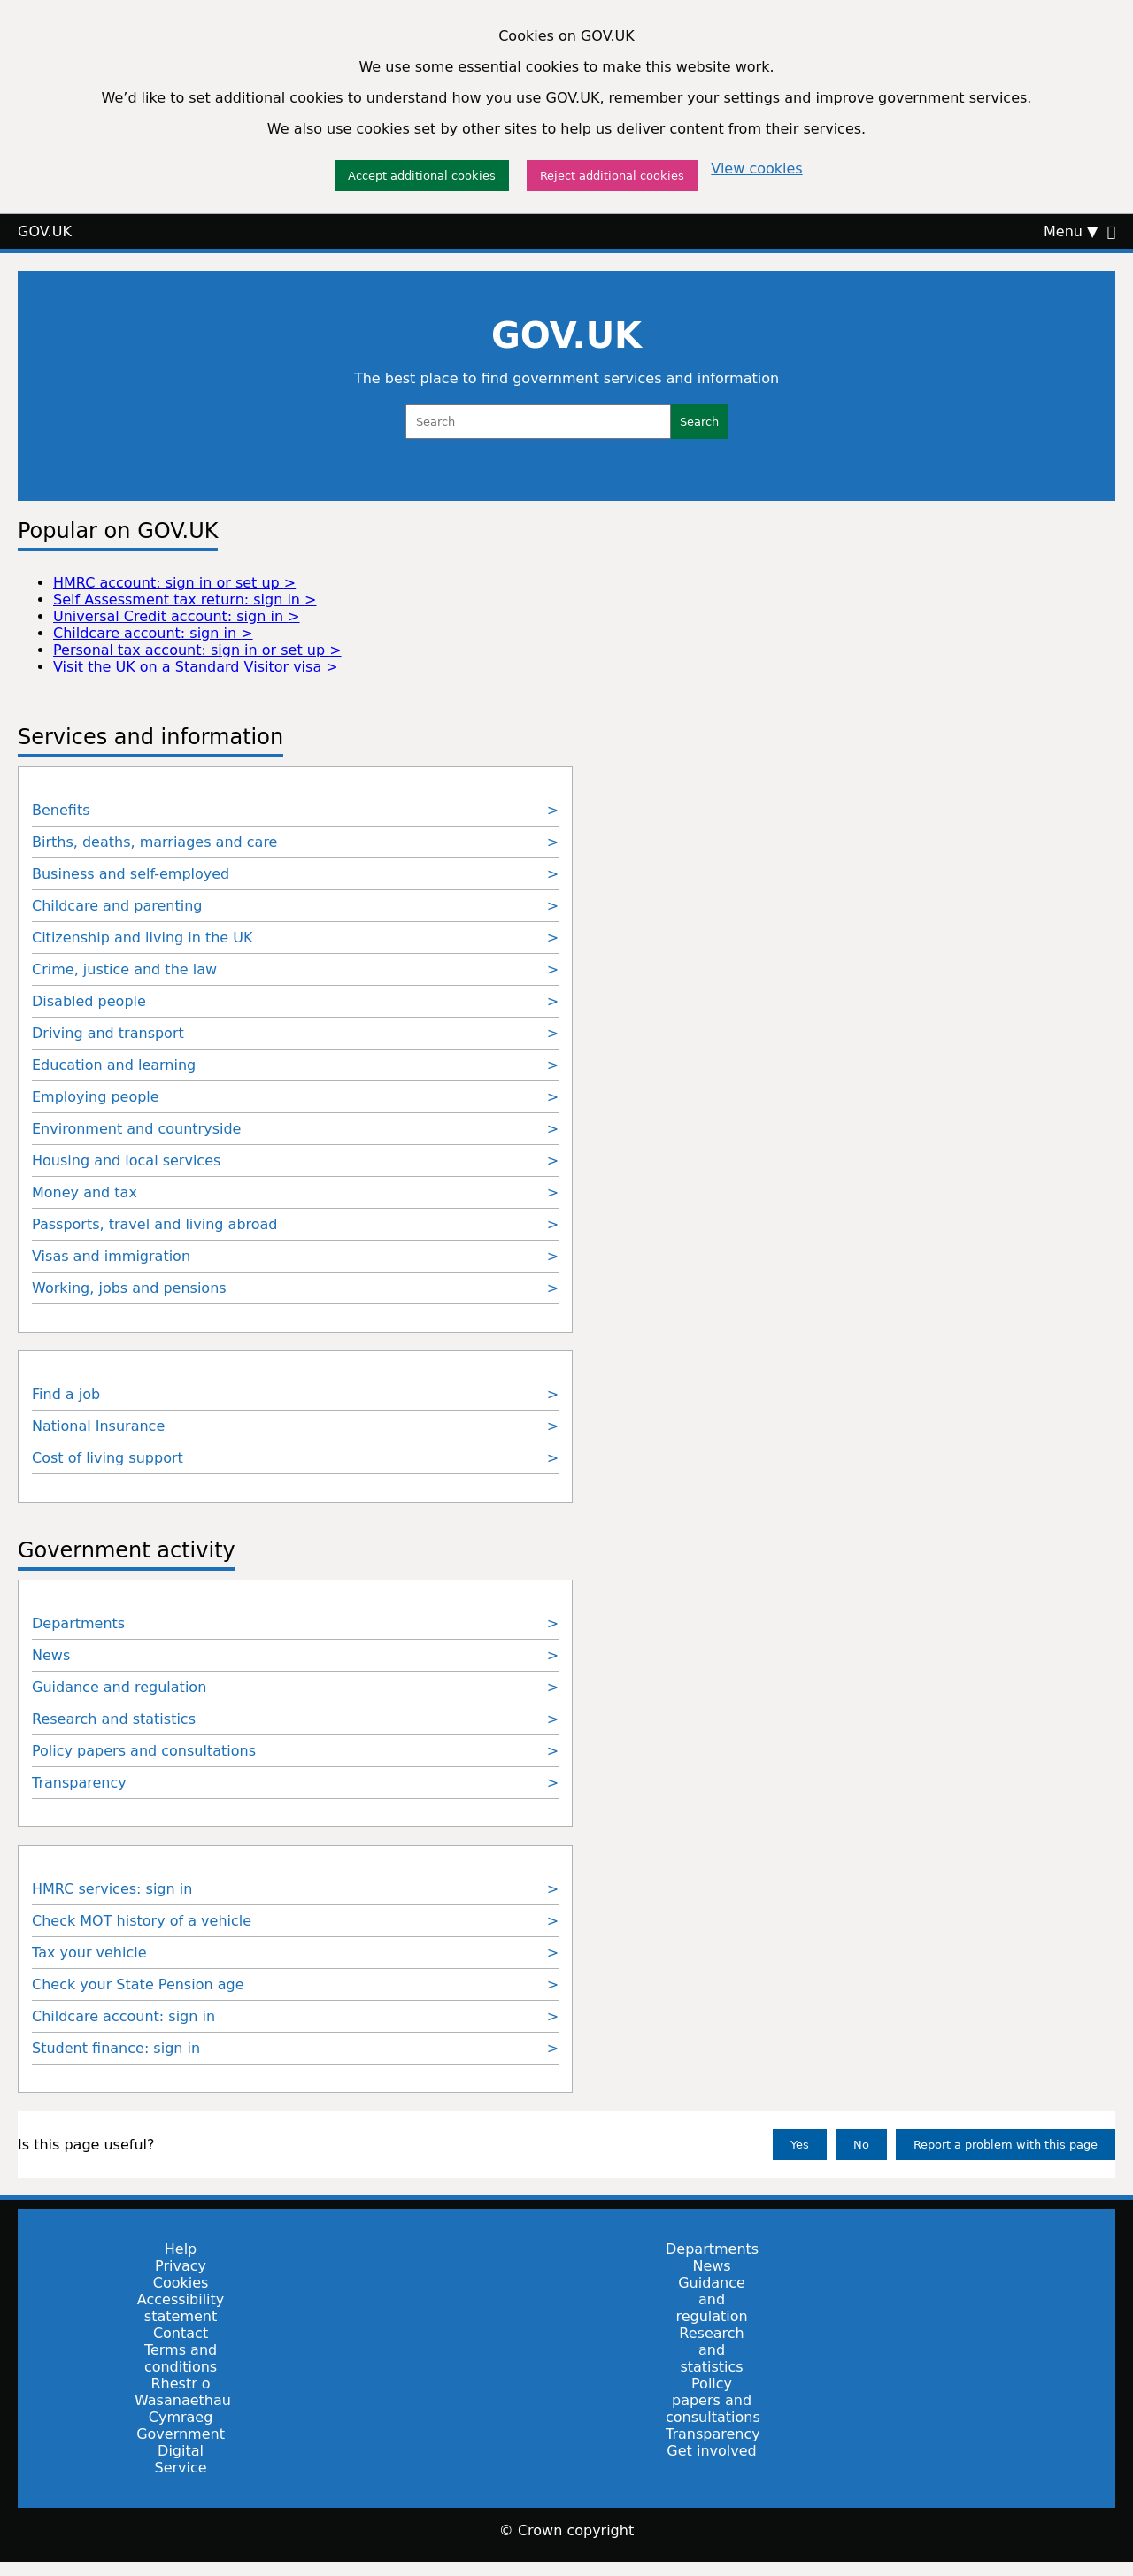 Cookies on GOV.UK
We use some essential cookies to make this website work.
We’d like to set additional cookies to understand how you use GOV.UK, remember your settings and improve government services.
We also use cookies set by other sites to help us deliver content from their services.
Accept additional cookies Reject additional cookies View cookies
GOV.UK Menu ▼
GOV.UK
The best place to find government services and information
Search Search
Popular on GOV.UK
• HMRC account: sign in or set up >
• Self Assessment tax return: sign in >
• Universal Credit account: sign in >
• Childcare account: sign in >
• Personal tax account: sign in or set up >
• Visit the UK on a Standard Visitor visa >
Services and information
Benefits >
Births, deaths, marriages and care >
Business and self-employed >
Childcare and parenting >
Citizenship and living in the UK >
Crime, justice and the law >
Disabled people >
Driving and transport >
Education and learning >
Employing people >
Environment and countryside >
Housing and local services >
Money and tax >
Passports, travel and living abroad >
Visas and immigration >
Working, jobs and pensions >
Find a job >
National Insurance >
Cost of living support >
Government activity
Departments >
News >
Guidance and regulation >
Research and statistics >
Policy papers and consultations >
Transparency >
HMRC services: sign in >
Check MOT history of a vehicle >
Tax your vehicle >
Check your State Pension age >
Childcare account: sign in >
Student finance: sign in >
Is this page useful? Yes No Report a problem with this page
Help
Privacy
Cookies
Accessibility
statement
Contact
Terms and
conditions
Rhestr o
Wasanaethau
Cymraeg
Government
Digital
Service
Departments
News
Guidance
and
regulation
Research
and
statistics
Policy
papers and
consultations
Transparency
Get involved
© Crown copyright